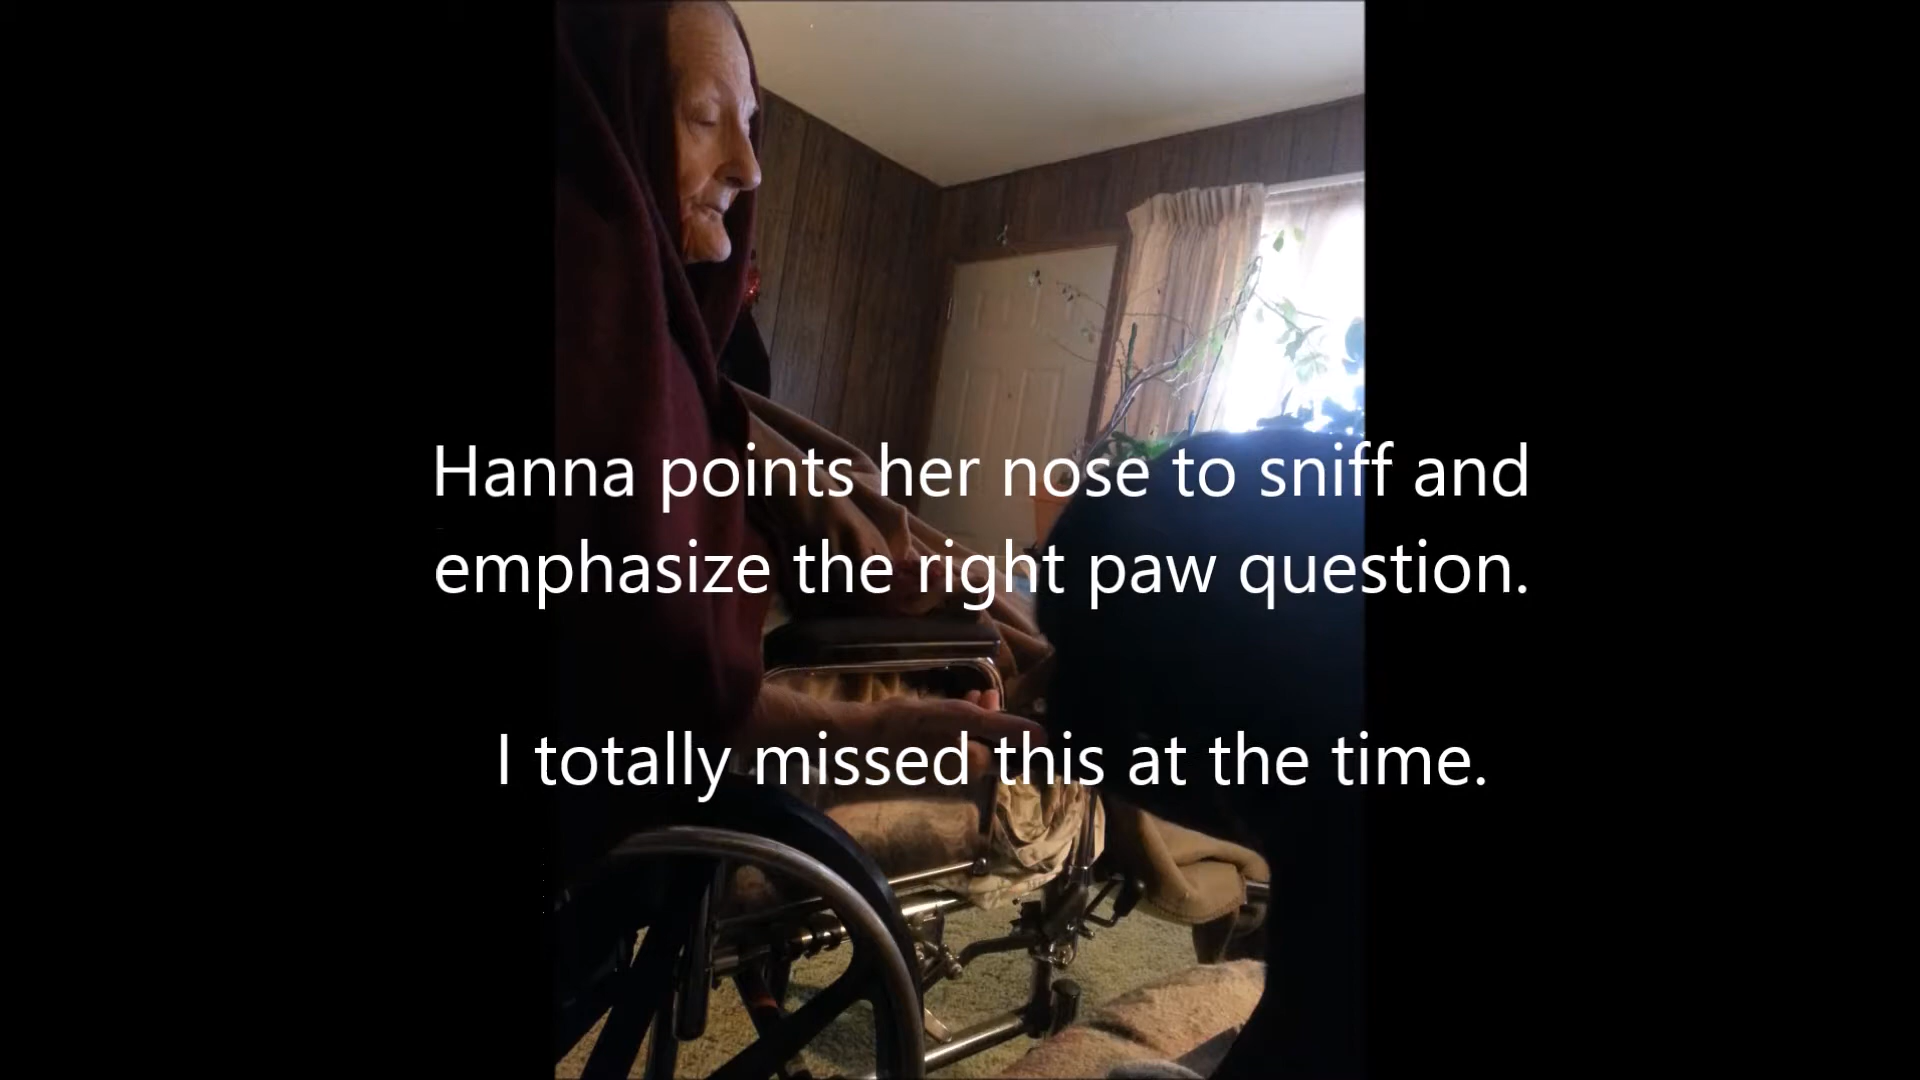 Hanna points her nose to sniff and
emphasize the right paw question.
I totally missed this at the time.